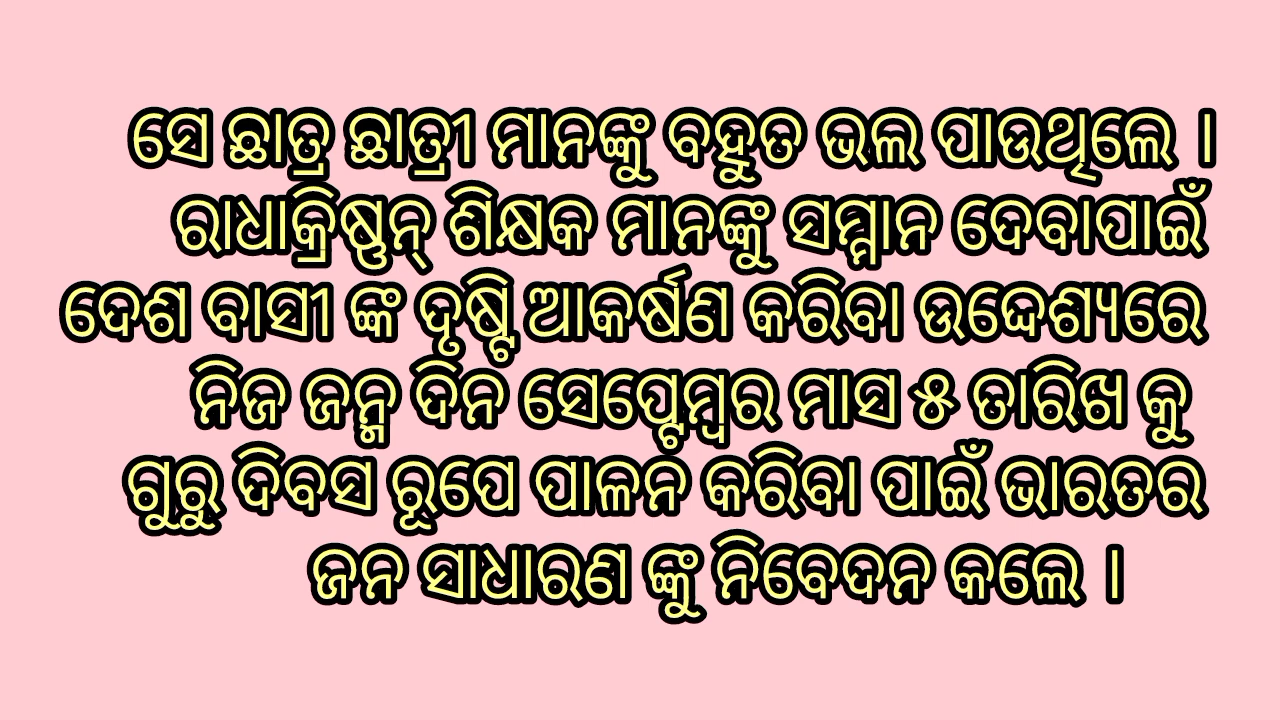 ସେ ଛାତ୍ର ଛାତ୍ରୀ ମାନଙ୍କୁ ବହୁତ ଭଲ ପାଉଥିଲେ ।
ରାଧାକ୍ରିଷ୍ଣନ୍ ଶିକ୍ଷକ ମାନଙ୍କୁ ସମ୍ମାନ ଦେବାପାଇଁ
ଦେଶ ବାସୀ ଙ୍କ ଦୃଷ୍ଟି ଆକର୍ଷଣ କରିବା ଉଦ୍ଦେଶ୍ୟରେ
ନିଜ ଜନ୍ମ ଦିନ ସେପ୍ଟେମ୍ବର ମାସ ୫ ତାରିଖ କୁ
ଗୁରୁ ଦିବସ ରୂପେ ପାଳନ କରିବା ପାଇଁ ଭାରତର
ଜନ ସାଧାରଣ ଙ୍କୁ ନିବେଦନ କଲେ ।